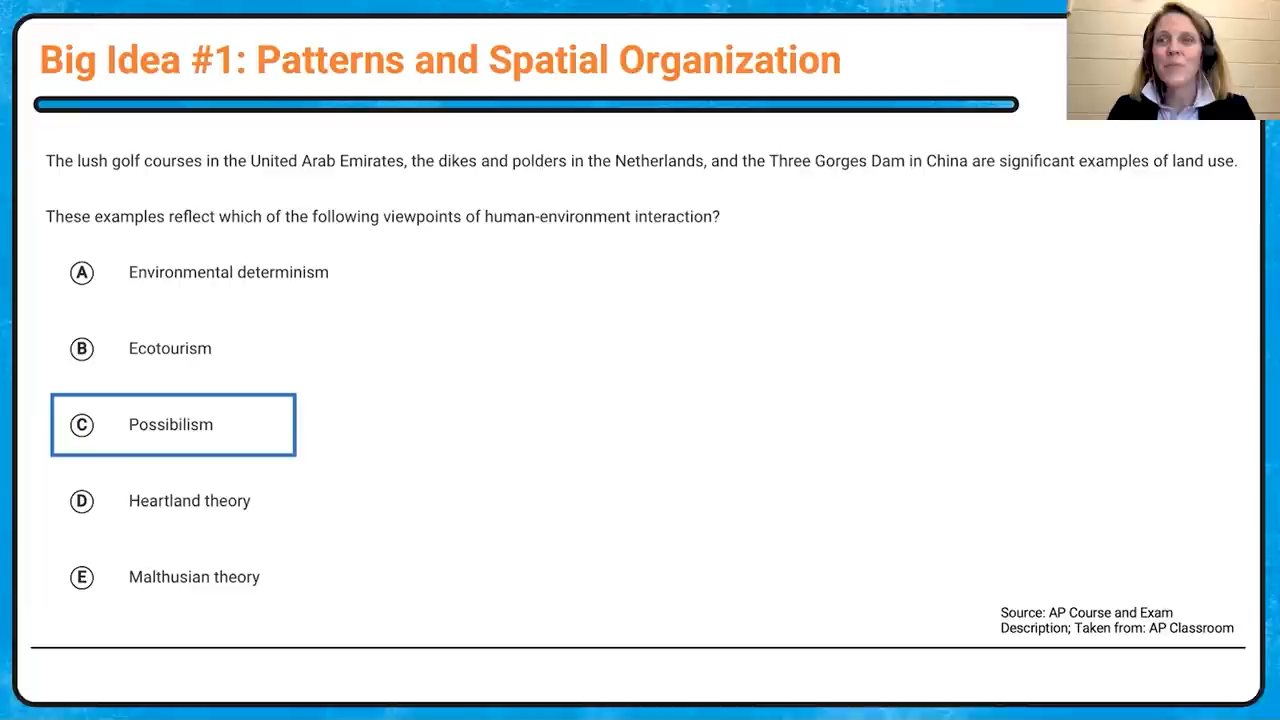 Big Idea #1: Patterns and Spatial Organization
The lush golf courses in the United Arab Emirates, the dikes and polders in the Netherlands, and the Three Gorges Dam in China are significant examples of land use.
These examples reflect which of the following viewpoints of human-environment interaction?
A Environmental determinism
B Ecotourism
C Possibilism
D Heartland theory
E Malthusian theory
Source: AP Course and Exam
Description; Taken from: AP Classroom